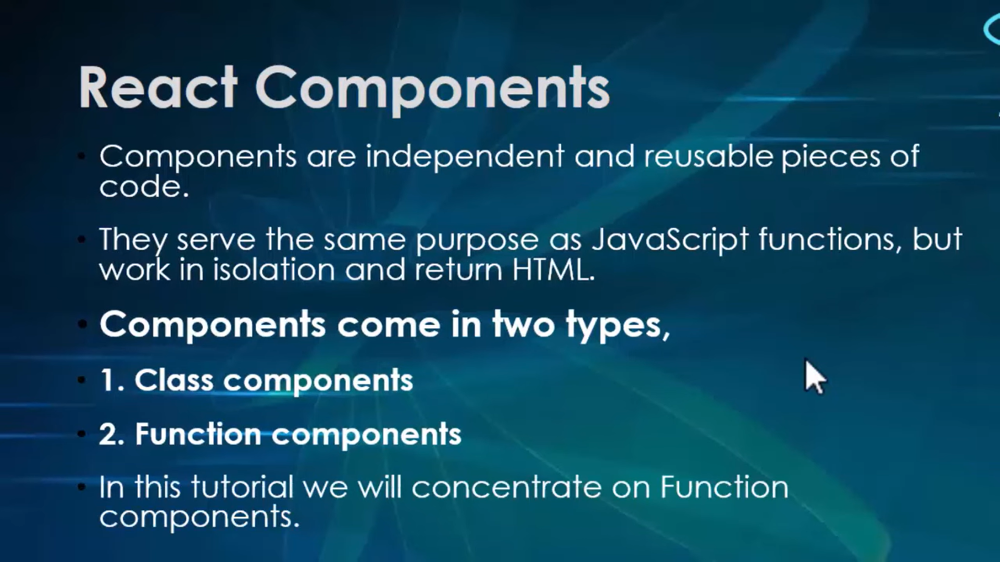 React Components
• Components are independent and reusable pieces of
code.
• They serve the same purpose as JavaScript functions, but
work in isolation and return HTML.
• Components come in two types,
• 1. Class components
• 2. Function components
• In this tutorial we will concentrate on Function
components.